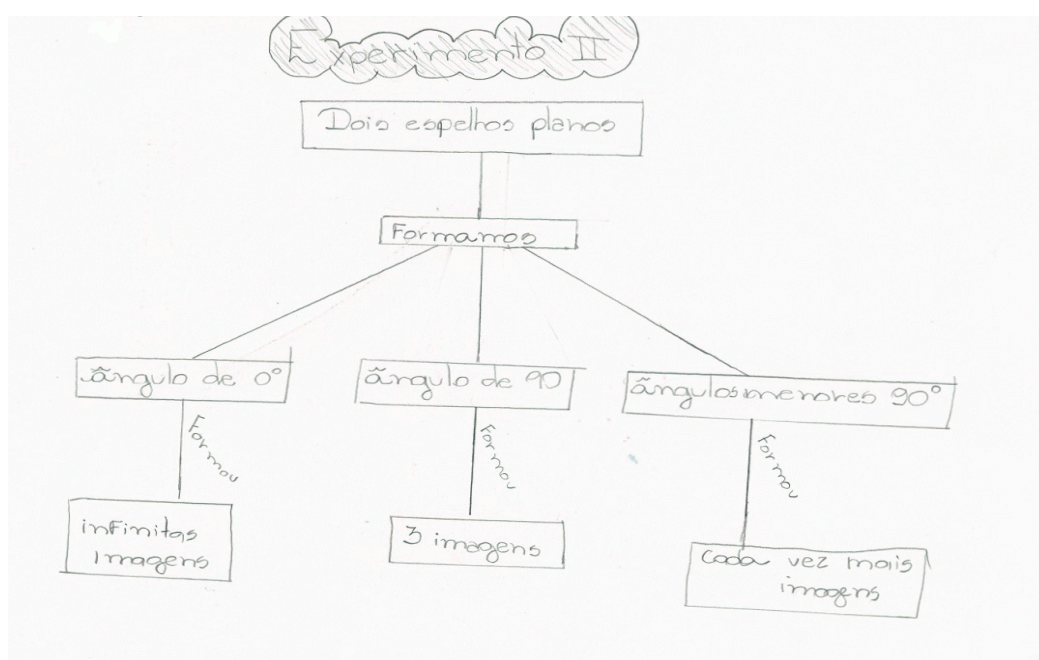 Experimento II
Dois espelhos planos
Formamos
ângulo de 0°
ângulo de 90
ângulos menores 90°
Formou
Formou
Formou
infinitas
imagens
3 imagens
Cada vez mais
imagens